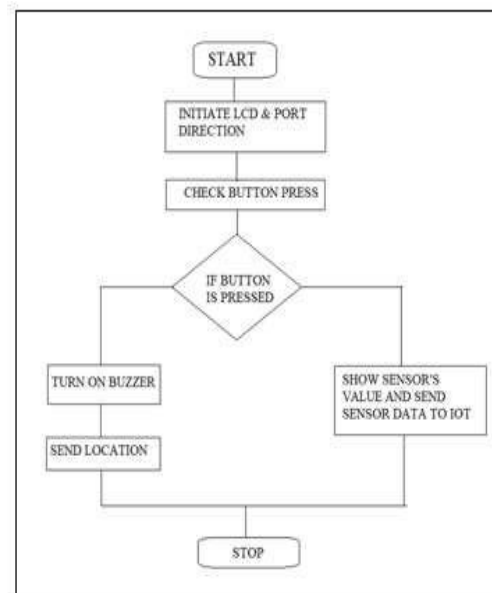 START
INITIATE LCD & PORT
DIRECTION
CHECK BUTTON PRESS
IF BUTTON
IS PRESSED
TURN ON BUZZER
SEND LOCATION
SHOW SENSOR'S
VALUE AND SEND
SENSOR DATA TO IOT
STOP